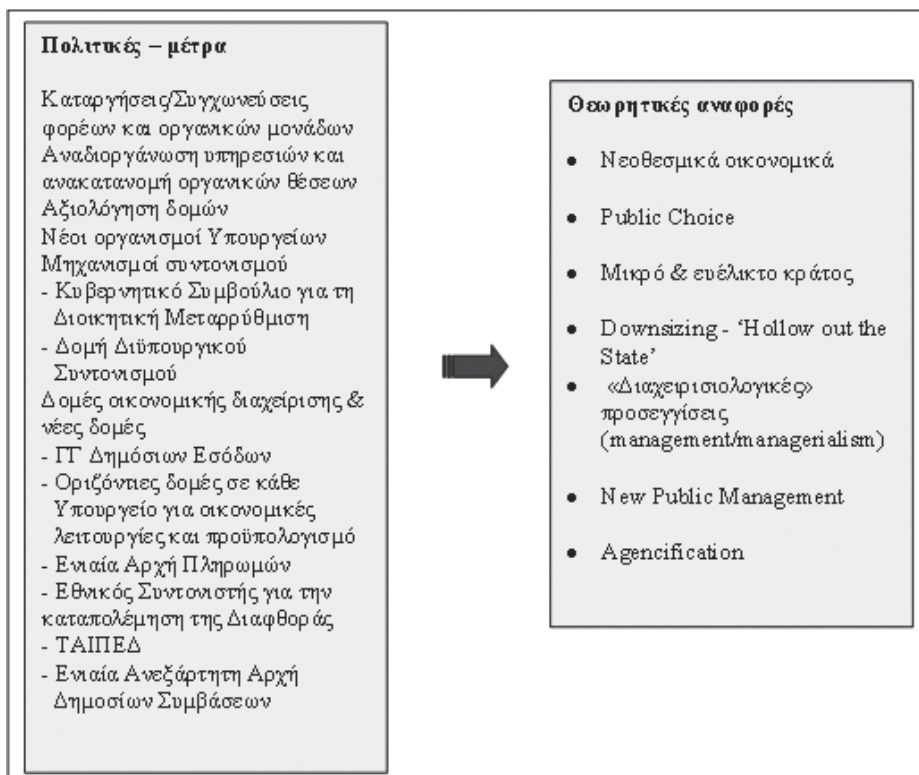 Πολιτικές – μέτρα
Καταργήσεις/Συγχωνεύσεις
φορέων και οργανικών μονάδων
Αναδιοργάνωση υπηρεσιών και
ανακατανομή οργανικών θέσεων
Αξιολόγηση δομών
Νέοι οργανισμοί Υπουργείων
Μηχανισμοί συντονισμού
- Κυβερνητικό Συμβούλιο για τη
Διοικητική Μεταρρύθμιση
- Δομή Διϋπουργικού
Συντονισμού
Δομές οικονομικής διαχείρισης &
νέες δομές
- ΓΓ Δημόσιων Εσόδων
- Οριζόντιες δομές σε κάθε
Υπουργείο για οικονομικές
λειτουργίες και προϋπολογισμό
- Ενιαία Αρχή Πληρωμών
- Εθνικός Συντονιστής για την
καταπολέμηση της Διαφθοράς
- ΤΑΙΠΕΔ
- Ενιαία Ανεξάρτητη Αρχή
Δημοσίων Συμβάσεων
Θεωρητικές αναφορές
• Νεοθεσμικά οικονομικά
• Public Choice
• Μικρό & ευέλικτο κράτος
• Downsizing - ‘Hollow out the
State’
• «Διαχειρισιολογικές»
προσεγγίσεις
(management/managerialism)
• New Public Management
• Agencification